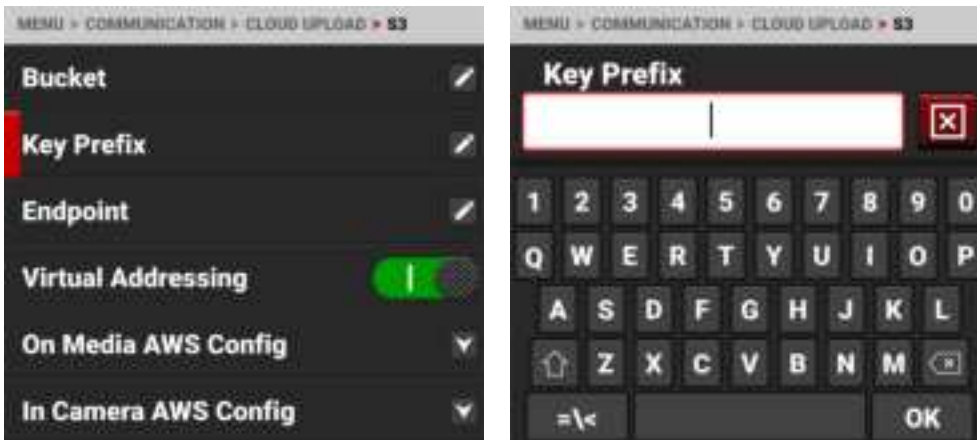 MENU > COMMUNICATION > CLOUD UPLOAD > S3
Bucket
Key Prefix
Endpoint
Virtual Addressing
On Media AWS Config
In Camera AWS Config
MENU > COMMUNICATION > CLOUD UPLOAD > S3
Key Prefix
1 2 3 4 5 6 7 8 9 0
Q W E R T Y U I O P
A S D F G H J K L
Z X C V B N M
=\< OK